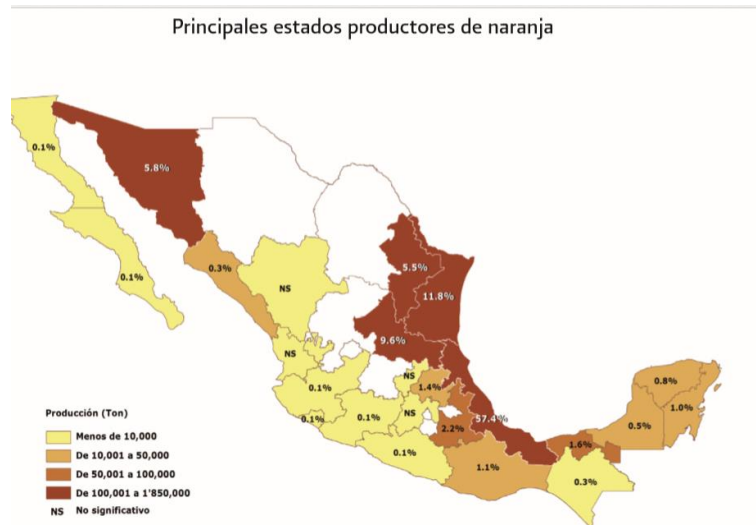 Principales estados productores de naranja
0.1%
5.8%
0.1%
0.3%
NS
5.5%
11.8%
9.6%
NS
NS
1.4%
0.1%
0.1%
0.1%
NS
57.4%
2.2%
0.1%
1.1%
1.6%
0.3%
0.8%
1.0%
0.5%
Producción (Ton)
Menos de 10,000
De 10,001 a 50,000
De 50,001 a 100,000
De 100,001 a 1'850,000
NS No significativo